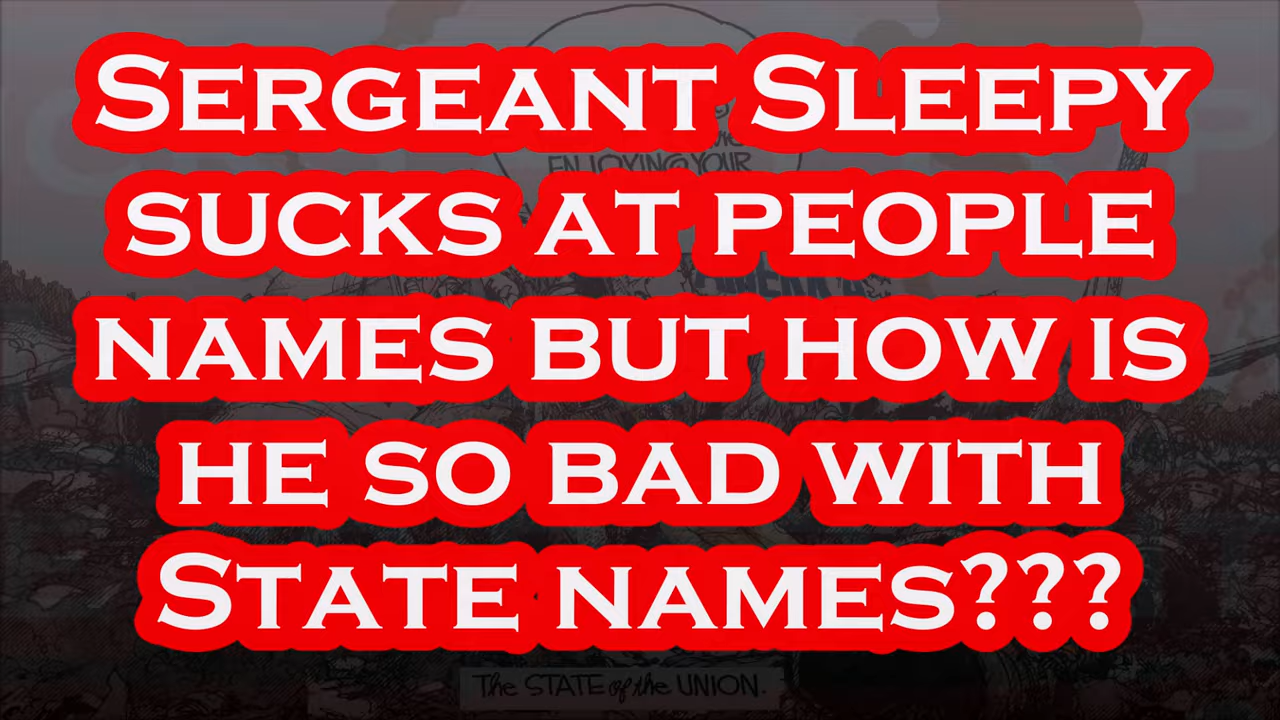 SERGEANT SLEEPY
SUCKS AT PEOPLE
NAMES BUT HOW IS
HE SO BAD WITH
STATE NAMES???
ENJOYING YOUR
The STATE of the UNION.